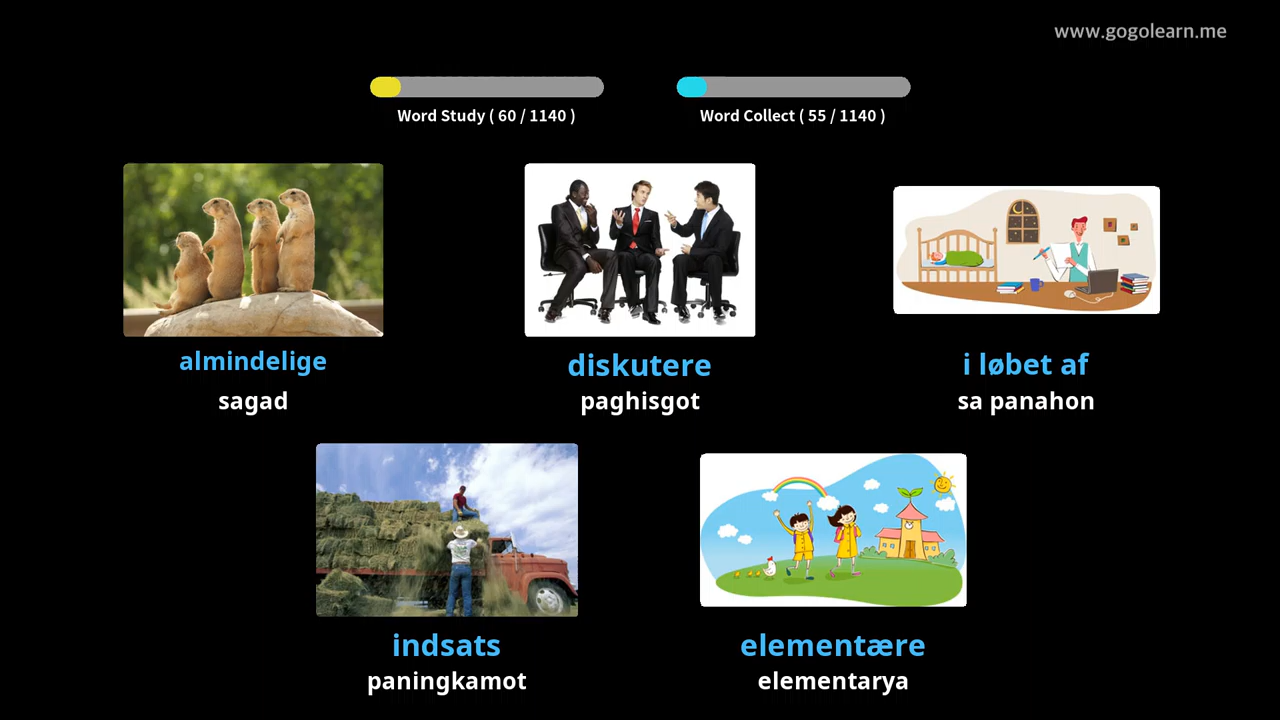 www.gogolearn.me
Word Study ( 60 / 1140 )
Word Collect ( 55 / 1140 )
almindelige
sagad
diskutere
paghisgot
i løbet af
sa panahon
indsats
paningkamot
elementære
elementarya